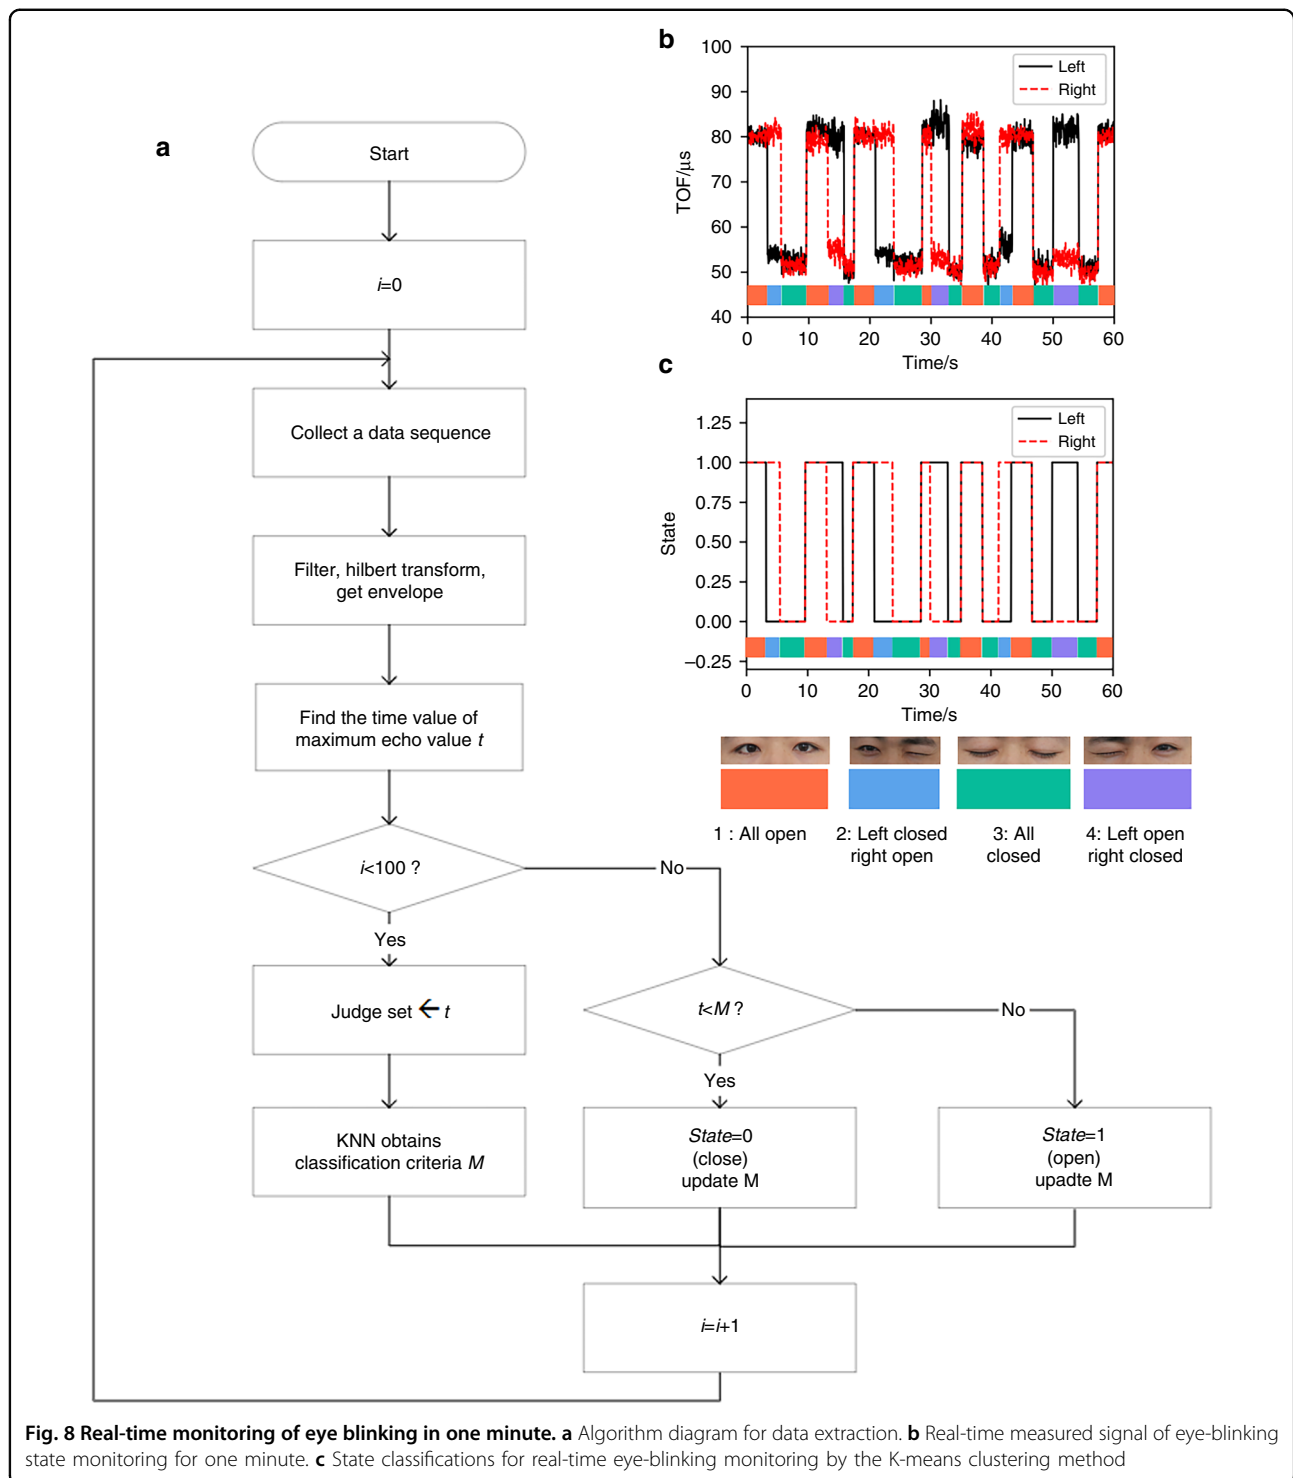 a
Start
i=0
Collect a data sequence
Filter, hilbert transform,
get envelope
Find the time value of
maximum echo value t
i<100 ?
No
Yes
Judge set ← t
t<M ?
No
Yes
KNN obtains
classification criteria M
State=0
(close)
update M
State=1
(open)
upadte M
i=i+1
b
100
90
80
70
60
50
40
TOF/μs
Left
Right
0 10 20 30 40 50 60
Time/s
c
1.25
1.00
0.75
0.50
0.25
0.00
−0.25
State
Left
Right
0 10 20 30 40 50 60
Time/s
1 : All open
2: Left closed
right open
3: All
closed
4: Left open
right closed
Fig. 8 Real-time monitoring of eye blinking in one minute. a Algorithm diagram for data extraction. b Real-time measured signal of eye-blinking
state monitoring for one minute. c State classifications for real-time eye-blinking monitoring by the K-means clustering method